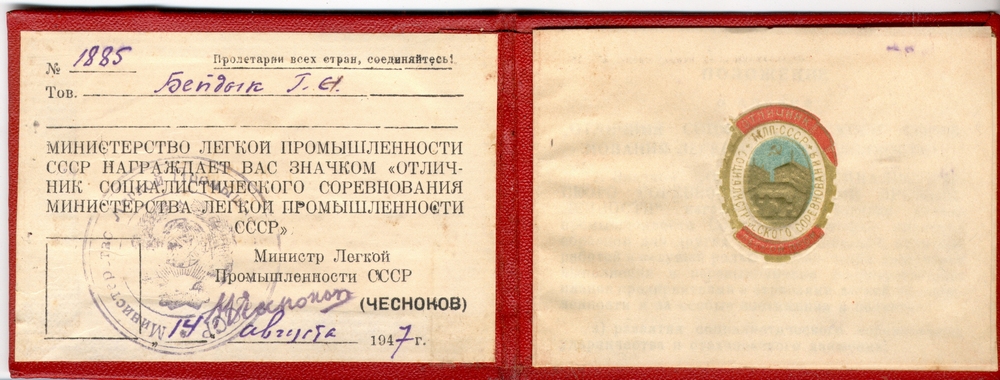 № 1885
Пролетарии всех стран, соединяйтесь!
Тов. Бейдык Г. И.
МИНИСТЕРСТВО ЛЕГКОЙ ПРОМЫШЛЕННОСТИ
СССР НАГРАЖДАЕТ ВАС ЗНАЧКОМ «ОТЛИЧ-
НИК СОЦИАЛИСТИЧЕСКОГО СОРЕВНОВАНИЯ
МИНИСТЕРСТВА ЛЕГКОЙ ПРОМЫШЛЕННОСТИ
СССР»
Министр Легкой
Промышленности СССР
(ЧЕСНОКОВ)
„14" августа 1947 г.
ОТЛИЧНИК
МЛП-СССР
СОЦИАЛИСТИЧЕСКОГО СОРЕВНОВАНИЯ